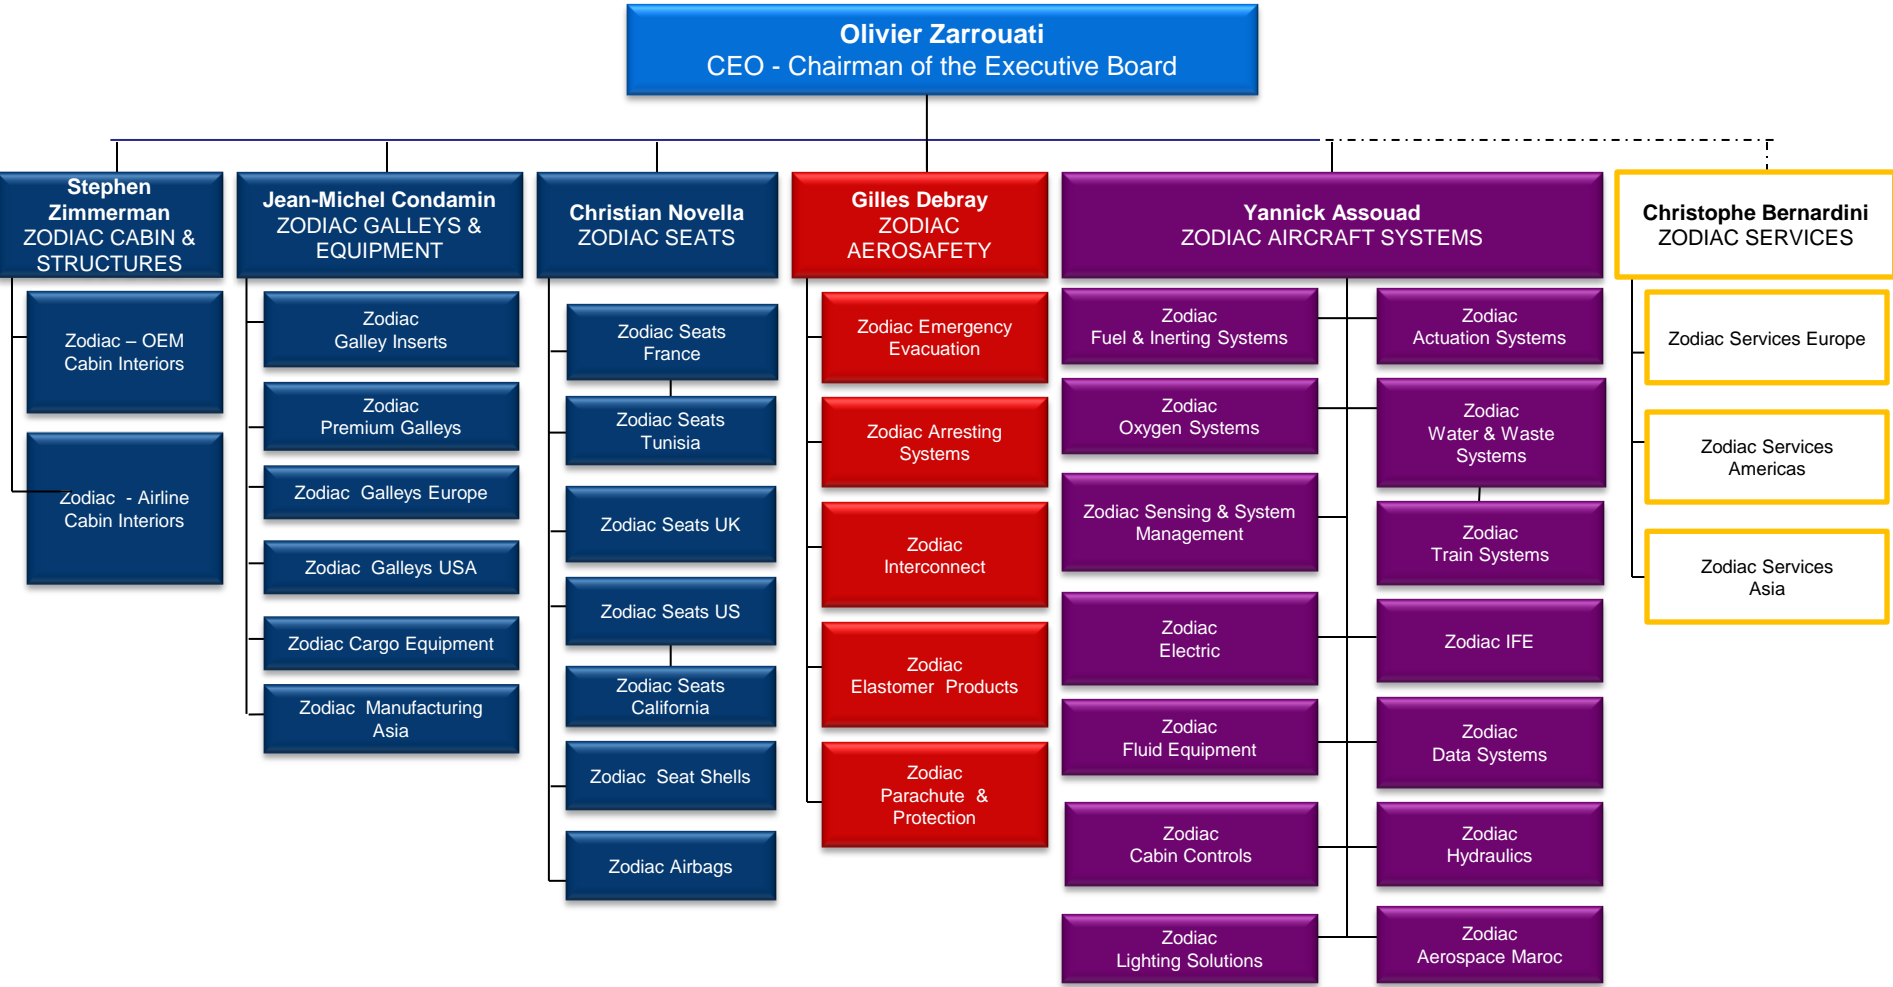 Olivier Zarrouati
CEO - Chairman of the Executive Board
Stephen
Zimmerman
ZODIAC CABIN &
STRUCTURES
Zodiac – OEM
Cabin Interiors
Zodiac - Airline
Cabin Interiors
Jean-Michel Condamin
ZODIAC GALLEYS &
EQUIPMENT
Zodiac
Galley Inserts
Zodiac
Premium Galleys
Zodiac Galleys Europe
Zodiac Galleys USA
Zodiac Cargo Equipment
Zodiac Manufacturing
Asia
Christian Novella
ZODIAC SEATS
Zodiac Seats
France
Zodiac Seats
Tunisia
Zodiac Seats UK
Zodiac Seats US
Zodiac Seats
California
Zodiac Seat Shells
Zodiac Airbags
Gilles Debray
ZODIAC
AEROSAFETY
Zodiac Emergency
Evacuation
Zodiac Arresting
Systems
Zodiac
Interconnect
Zodiac
Elastomer Products
Zodiac
Parachute &
Protection
Yannick Assouad
ZODIAC AIRCRAFT SYSTEMS
Zodiac
Fuel & Inerting Systems
Zodiac
Oxygen Systems
Zodiac Sensing & System
Management
Zodiac
Electric
Zodiac
Fluid Equipment
Zodiac
Cabin Controls
Zodiac
Lighting Solutions
Zodiac
Actuation Systems
Zodiac
Water & Waste
Systems
Zodiac
Train Systems
Zodiac IFE
Zodiac
Data Systems
Zodiac
Hydraulics
Zodiac
Aerospace Maroc
Christophe Bernardini
ZODIAC SERVICES
Zodiac Services Europe
Zodiac Services
Americas
Zodiac Services
Asia